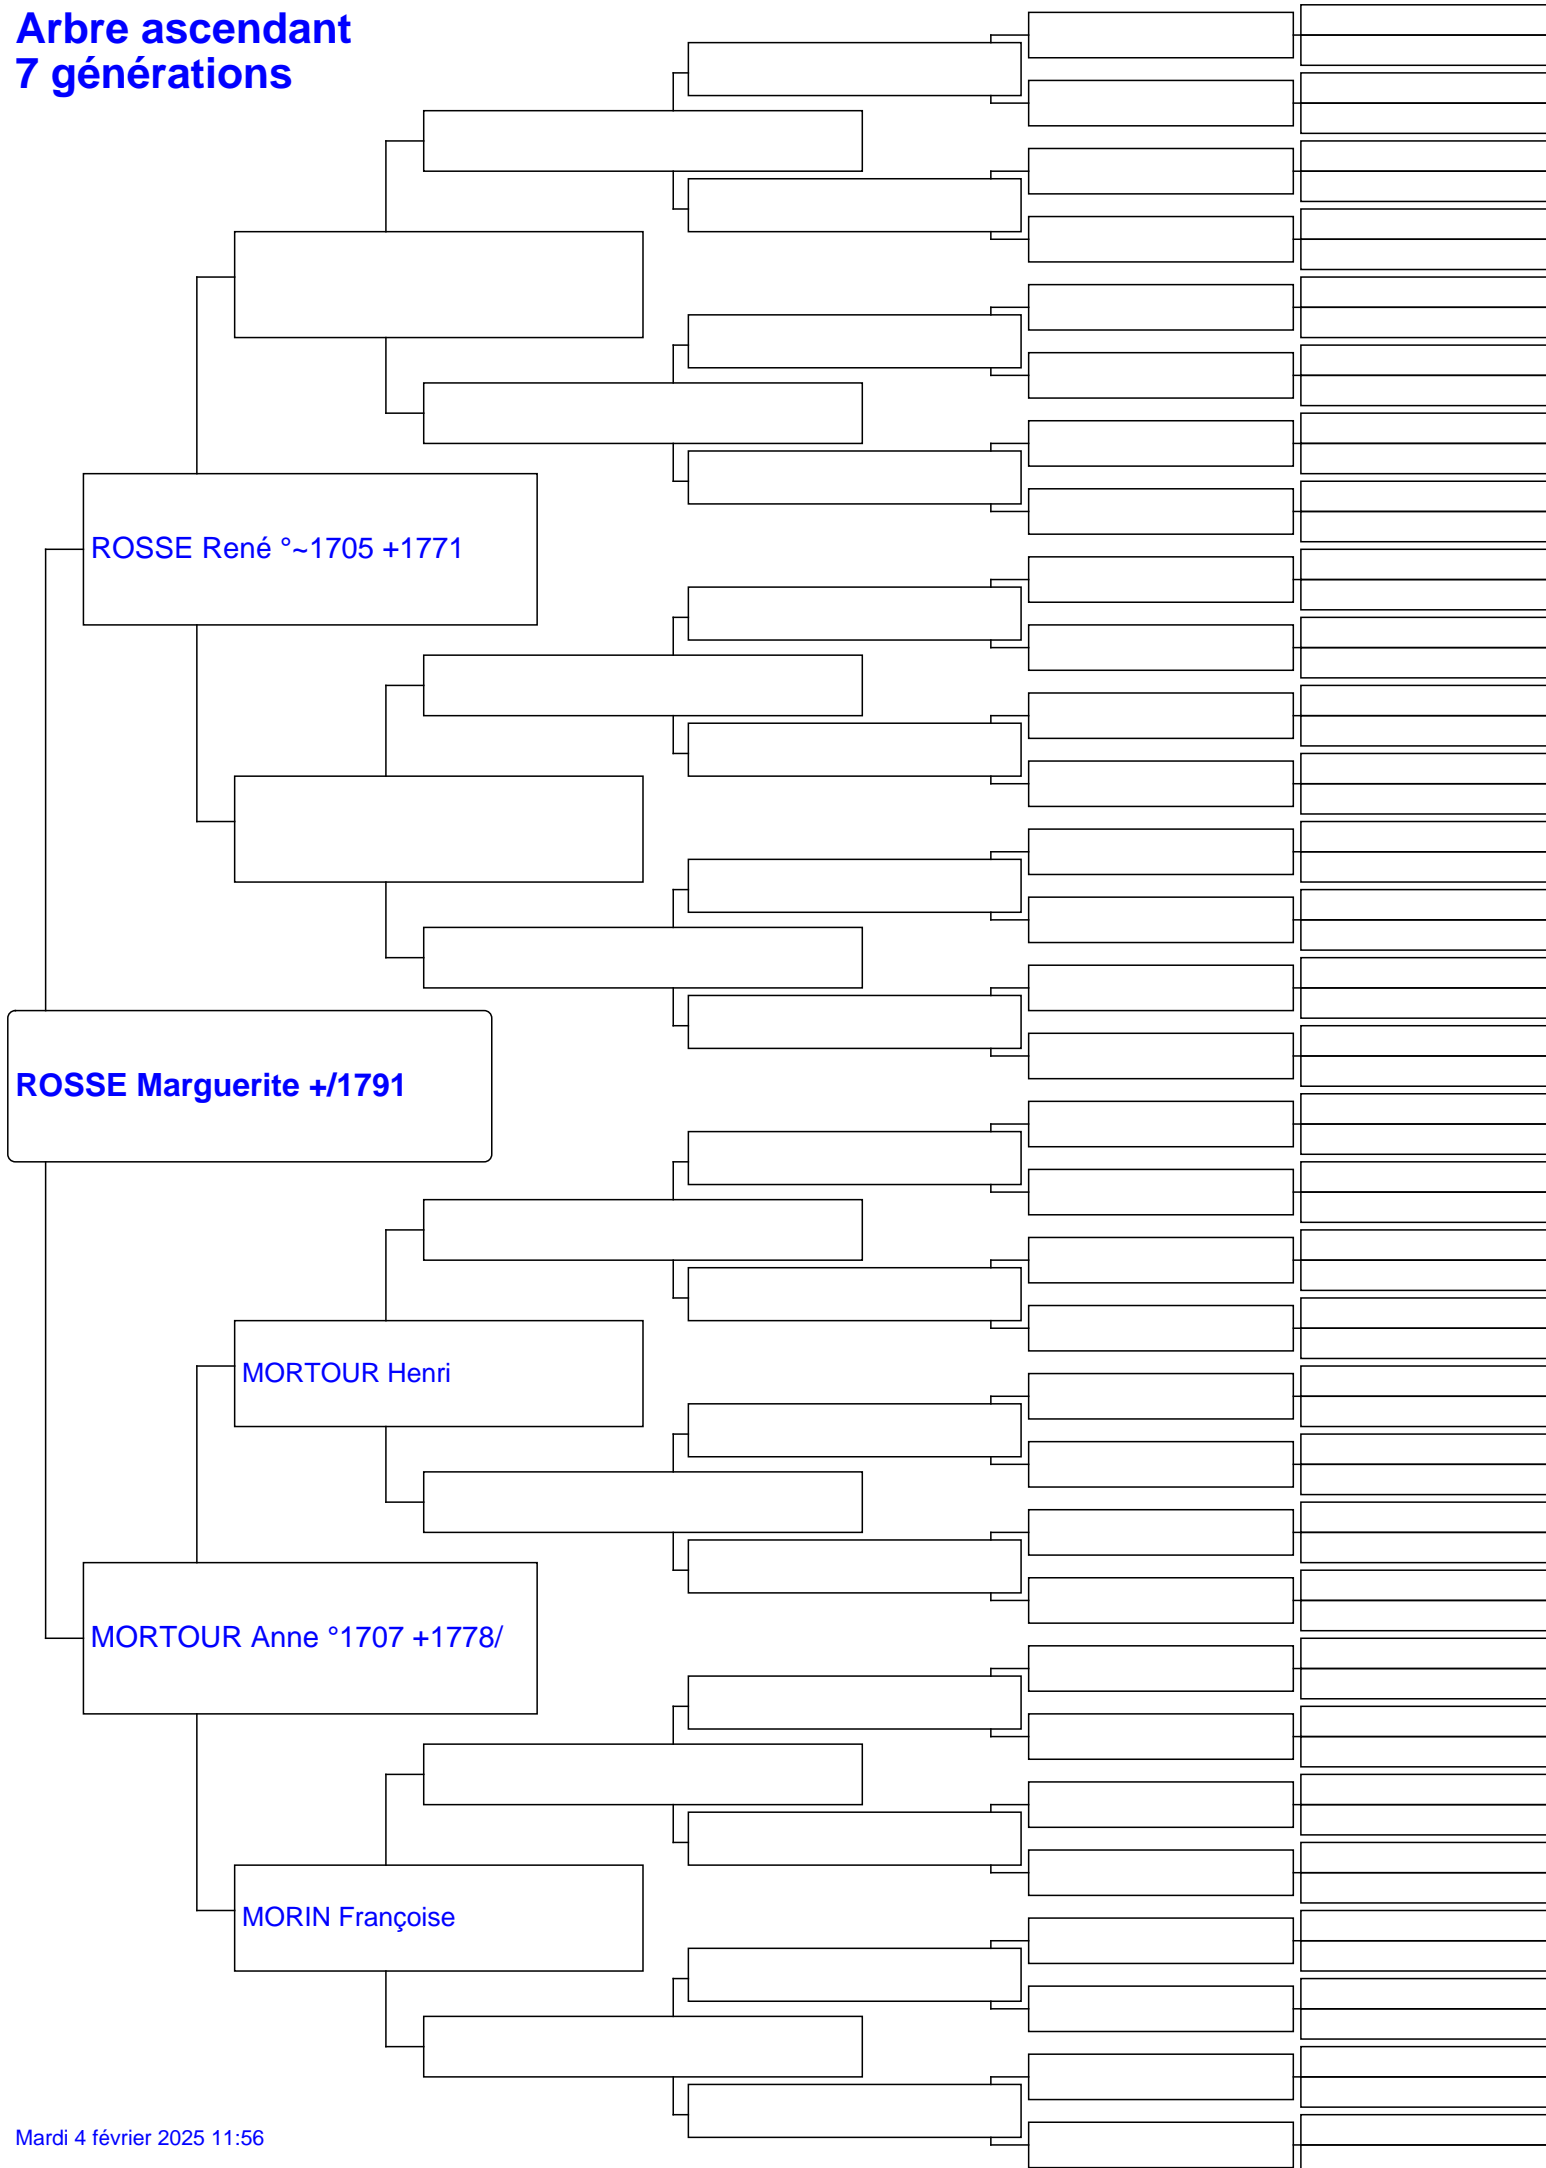 Arbre ascendant
7 générations
ROSSE René °~1705 +1771
ROSSE Marguerite +/1791
MORTOUR Henri
MORTOUR Anne °1707 +1778/
MORIN Françoise
Mardi 4 février 2025 11:56